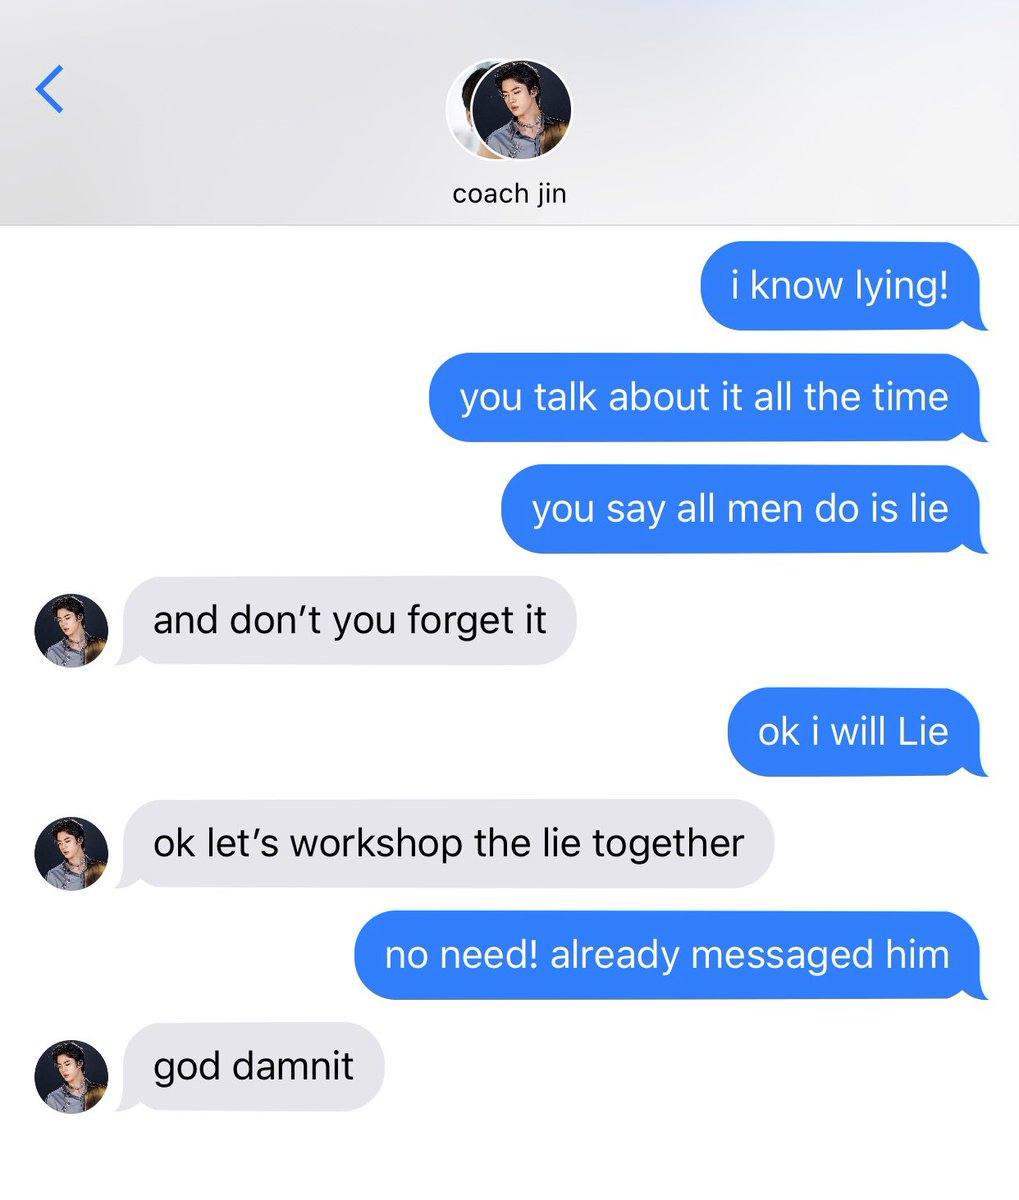 coach jin
i know lying!
you talk about it all the time
you say all men do is lie
and don’t you forget it
ok i will Lie
ok let’s workshop the lie together
no need! already messaged him
god damnit